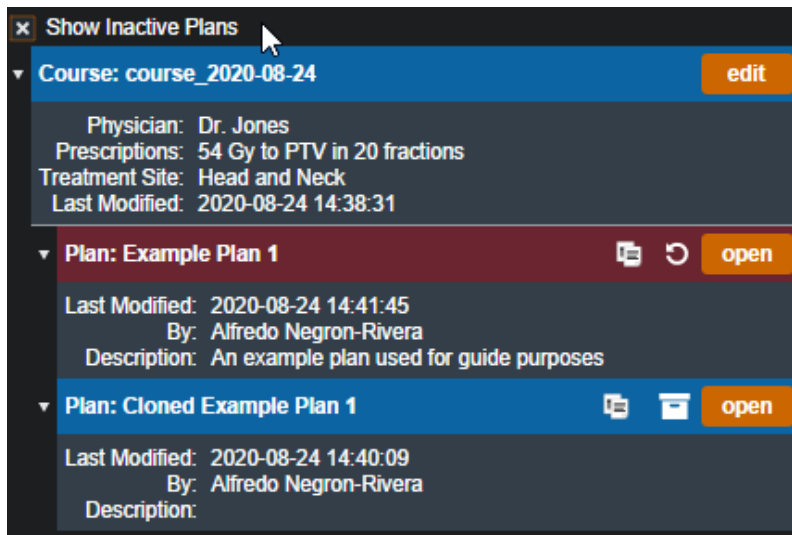 Show Inactive Plans
Course: course_2020-08-24 edit
Physician: Dr. Jones
Prescriptions: 54 Gy to PTV in 20 fractions
Treatment Site: Head and Neck
Last Modified: 2020-08-24 14:38:31
Plan: Example Plan 1 open
Last Modified: 2020-08-24 14:41:45
By: Alfredo Negron-Rivera
Description: An example plan used for guide purposes
Plan: Cloned Example Plan 1 open
Last Modified: 2020-08-24 14:40:09
By: Alfredo Negron-Rivera
Description: